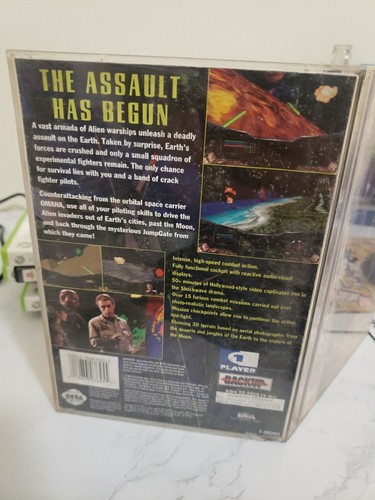 THE ASSAULT
HAS BEGUN
A vast armada of Alien warships unleash a deadly
assault on the Earth. Taken by surprise, Earth's
forces are crushed and only a small squadron of
experimental fighters remain. The only chance
for survival lies with you and a band of crack
fighter pilots.
Counterattacking from the orbital space carrier
OMAHA, use all of your piloting skills to drive the
Alien invaders out of Earth's cities, past the Moon,
and back through the mysterious JumpGate from
which they came!
Intense, high-speed combat action.
Fully functional cockpit with reactive audio/visual
displays.
50+ minutes of Hollywood-style video captivates you in
the Shockwave drama.
Over 15 furious combat missions carried out over
photo-realistic landscapes.
Mission checkpoints allow you to continue the action
mid-fight.
Stunning 3D terrain based on aerial photographs from
the deserts and jungles of the Earth to the craters of
the Moon.
1
PLAYER
BACKUP
SEGA